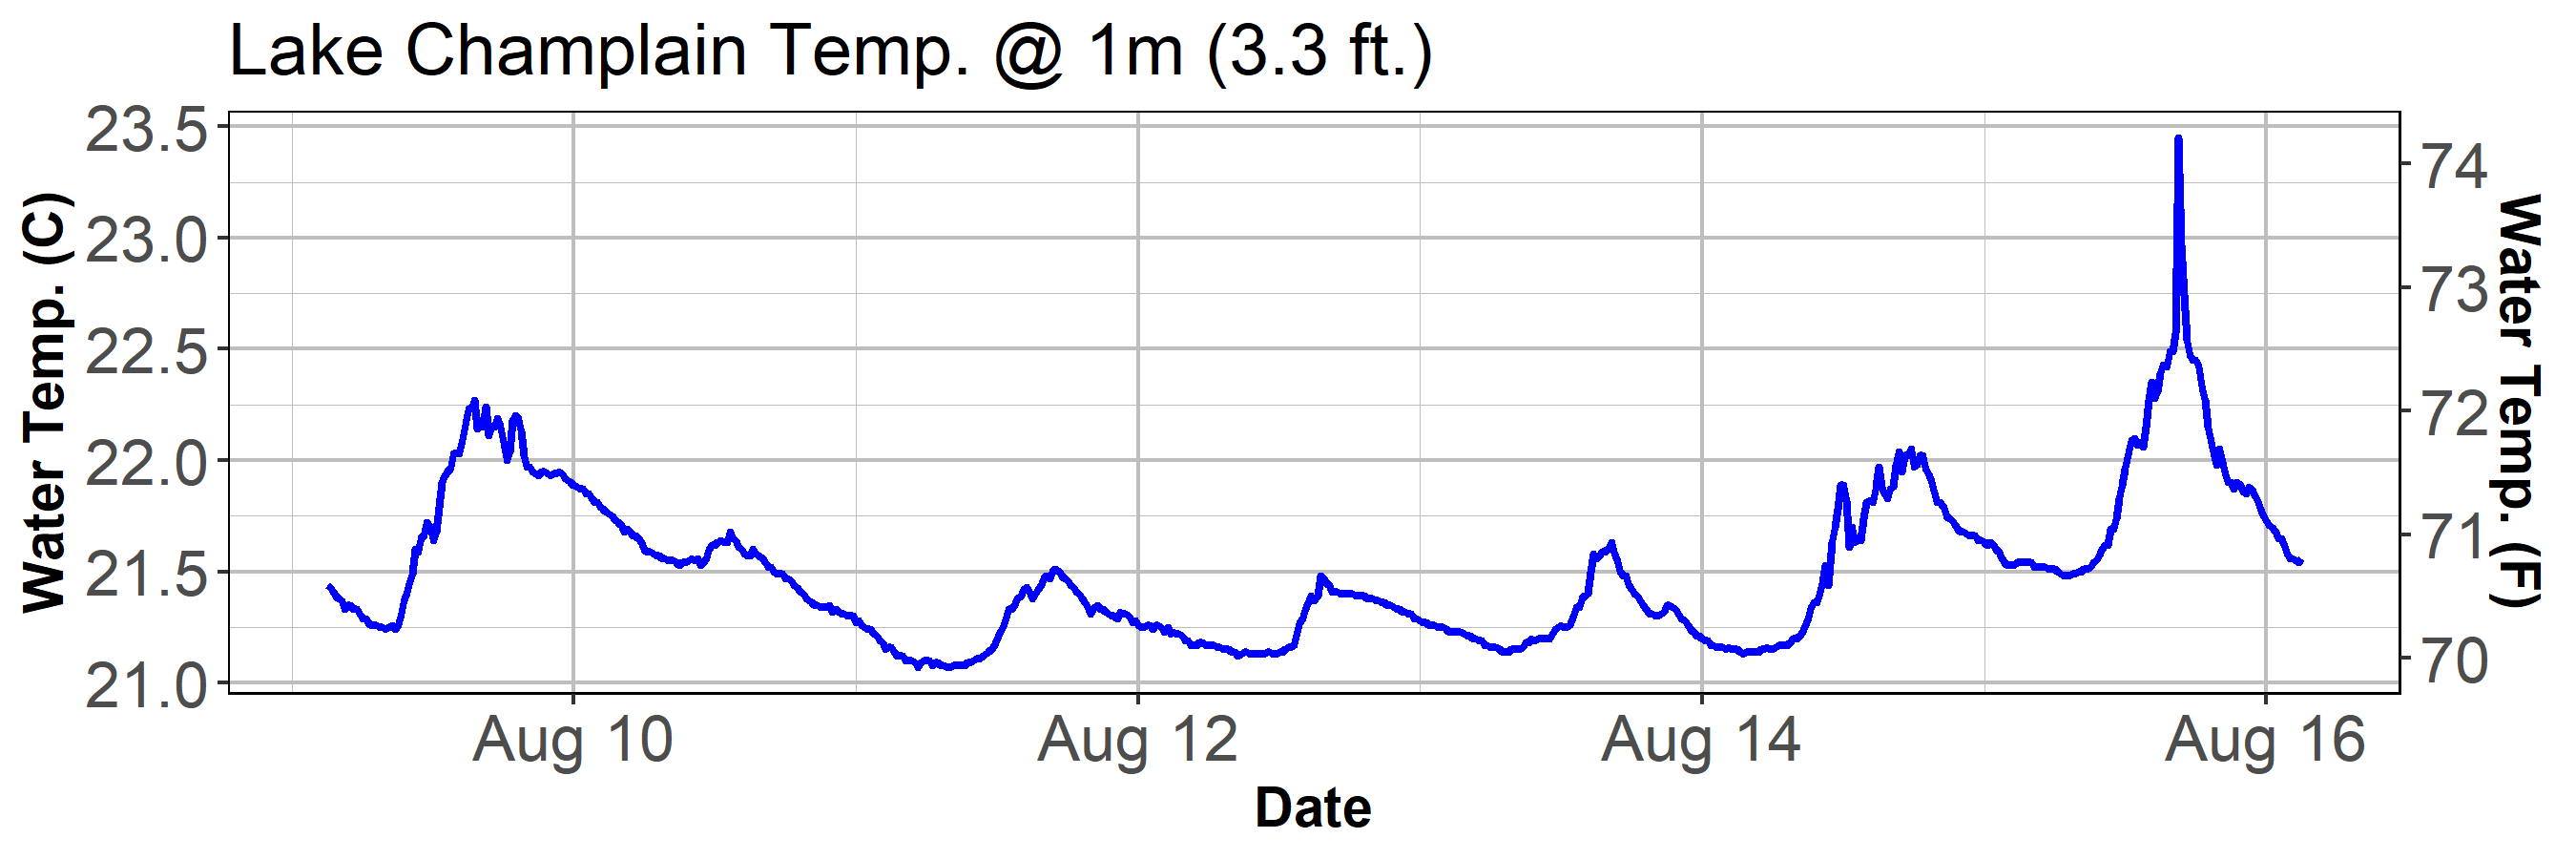 Lake Champlain Temp. @ 1m (3.3 ft.)
Water Temp. (C)
23.5
23.0
22.5
22.0
21.5
21.0
74
73
72
71
70
Water Temp. (F)
Aug 10 Aug 12 Aug 14 Aug 16
Date